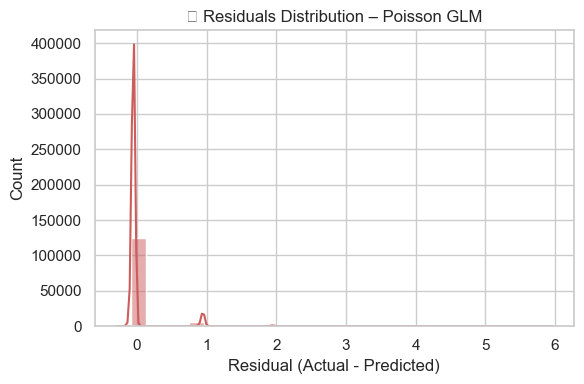 ▯ Residuals Distribution – Poisson GLM
400000
350000
300000
250000
200000
150000
100000
50000
0
Count
0 1 2 3 4 5 6
Residual (Actual - Predicted)